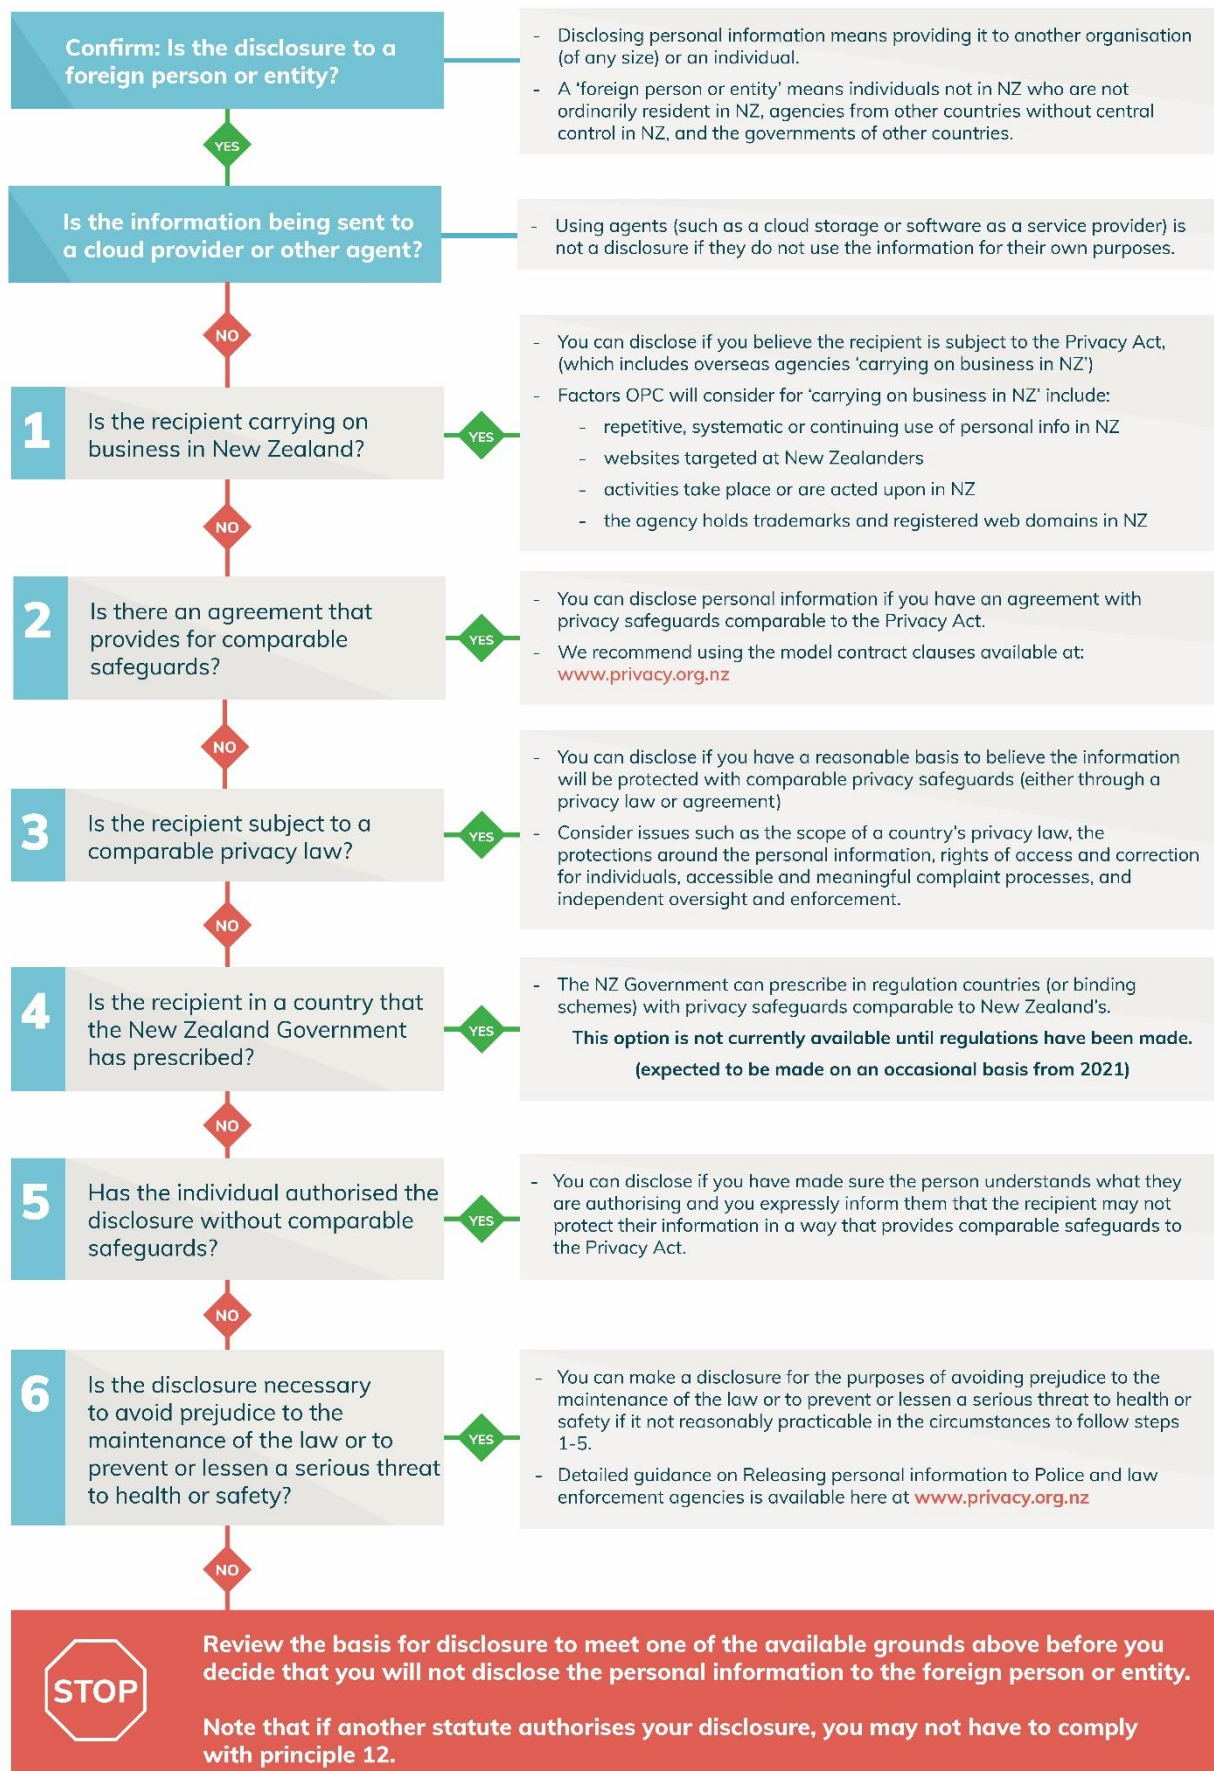 Confirm: Is the disclosure to a
foreign person or entity?
- Disclosing personal information means providing it to another organisation
(of any size) or an individual.
- A ‘foreign person or entity’ means individuals not in NZ who are not
ordinarily resident in NZ, agencies from other countries without central
control in NZ, and the governments of other countries.
YES
Is the information being sent to
a cloud provider or other agent?
- Using agents (such as a cloud storage or software as a service provider) is
not a disclosure if they do not use the information for their own purposes.
NO
1
Is the recipient carrying on
business in New Zealand?
YES
- You can disclose if you believe the recipient is subject to the Privacy Act,
(which includes overseas agencies ‘carrying on business in NZ’)
- Factors OPC will consider for ‘carrying on business in NZ’ include:
- repetitive, systematic or continuing use of personal info in NZ
- websites targeted at New Zealanders
- activities take place or are acted upon in NZ
- the agency holds trademarks and registered web domains in NZ
NO
2
Is there an agreement that
provides for comparable
safeguards?
YES
- You can disclose personal information if you have an agreement with
privacy safeguards comparable to the Privacy Act.
- We recommend using the model contract clauses available at:
www.privacy.org.nz
NO
3
Is the recipient subject to a
comparable privacy law?
YES
- You can disclose if you have a reasonable basis to believe the information
will be protected with comparable privacy safeguards (either through a
privacy law or agreement)
- Consider issues such as the scope of a country’s privacy law, the
protections around the personal information, rights of access and correction
for individuals, accessible and meaningful complaint processes, and
independent oversight and enforcement.
NO
4
Is the recipient in a country that
the New Zealand Government
has prescribed?
YES
- The NZ Government can prescribe in regulation countries (or binding
schemes) with privacy safeguards comparable to New Zealand’s.
This option is not currently available until regulations have been made.
(expected to be made on an occasional basis from 2021)
NO
5
Has the individual authorised the
disclosure without comparable
safeguards?
YES
- You can disclose if you have made sure the person understands what they
are authorising and you expressly inform them that the recipient may not
protect their information in a way that provides comparable safeguards to
the Privacy Act.
NO
6
Is the disclosure necessary
to avoid prejudice to the
maintenance of the law or to
prevent or lessen a serious threat
to health or safety?
YES
- You can make a disclosure for the purposes of avoiding prejudice to the
maintenance of the law or to prevent or lessen a serious threat to health or
safety if it not reasonably practicable in the circumstances to follow steps
1-5.
- Detailed guidance on Releasing personal information to Police and law
enforcement agencies is available here at www.privacy.org.nz
NO
STOP
Review the basis for disclosure to meet one of the available grounds above before you
decide that you will not disclose the personal information to the foreign person or entity.
Note that if another statute authorises your disclosure, you may not have to comply
with principle 12.